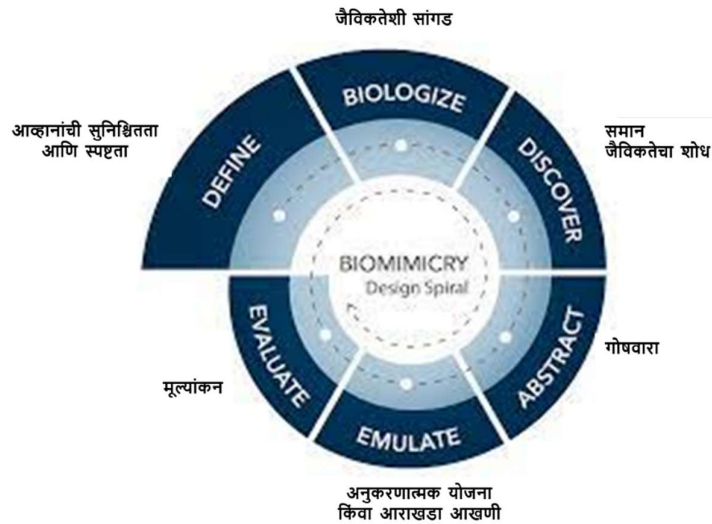 जैविकतेशी सांगड
BIOLOGIZE
आव्हानांची सुनिश्चितता
आणि स्पष्टता
DEFINE
समान
जैविकतेचा शोध
DISCOVER
BIOMIMICRY
Design Spiral
EVALUATE
मूल्यांकन
ABSTRACT
गोषवारा
EMULATE
अनुकरणात्मक योजना
किंवा आराखडा आखणी